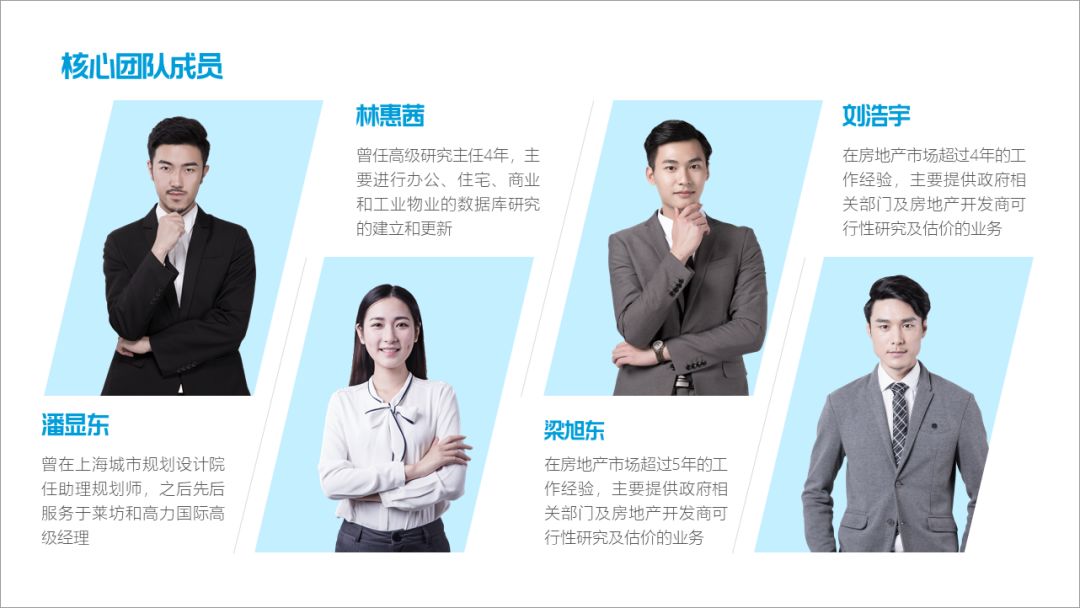 核心团队成员
林惠茜
曾任高级研究主任4年，主
要进行办公、住宅、商业
和工业物业的数据库研究
的建立和更新
刘浩宇
在房地产市场超过4年的工
作经验，主要提供政府相
关部门及房地产开发商可
行性研究及估价的业务
潘显东
曾在上海城市规划设计院
任助理规划师，之后先后
服务于莱坊和高力国际高
级经理
梁旭东
在房地产市场超过5年的工
作经验，主要提供政府相
关部门及房地产开发商可
行性研究及估价的业务